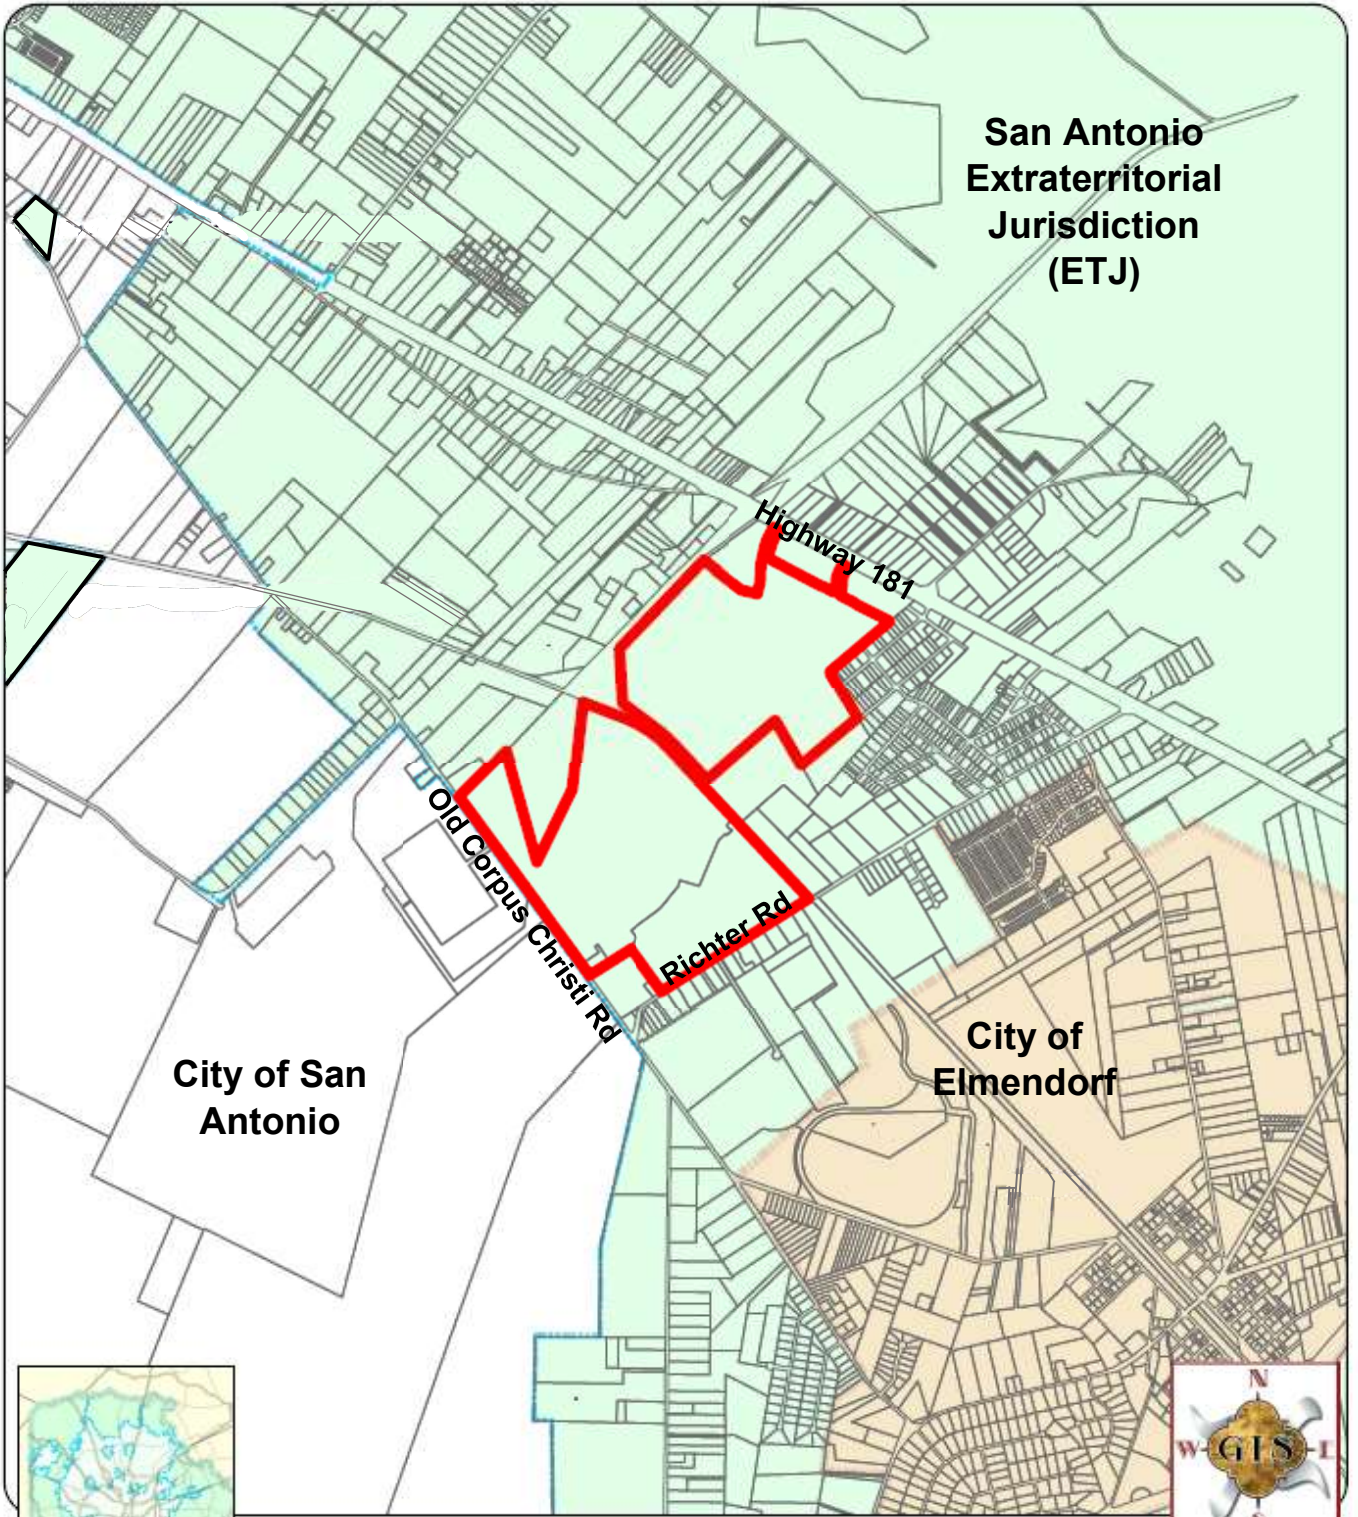 San Antonio
Extraterritorial
Jurisdiction
(ETJ)
Highway 181
Old Corpus Christi Rd
Richter Rd
City of San
Antonio
City of
Elmendorf
N
W GIS E